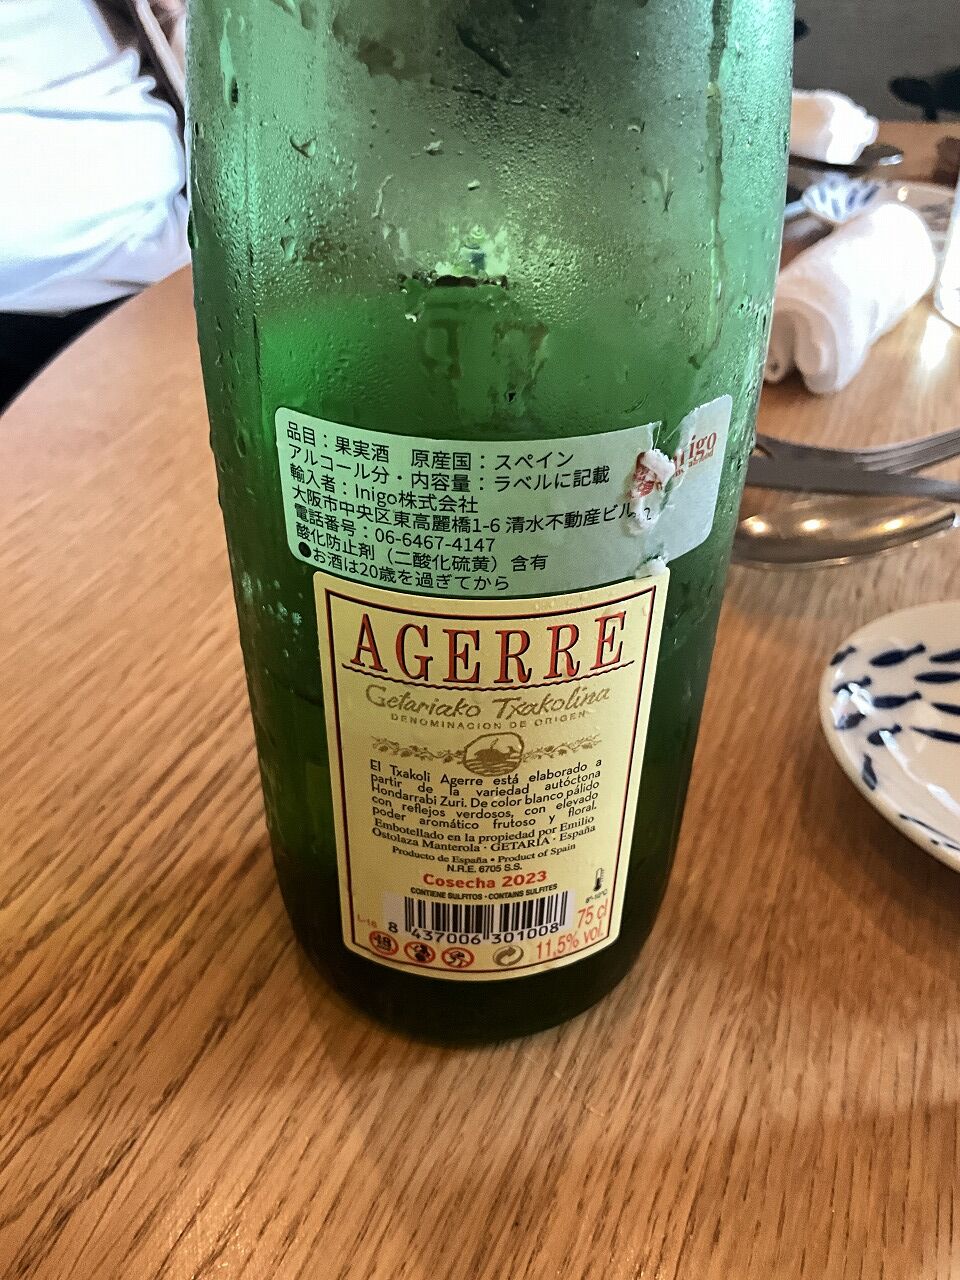 品目：果実酒　原産国：スペイン
アルコール分・内容量：ラベルに記載
輸入者：Inigo株式会社
大阪市中央区東高麗橋1-6 清水不動産ビル
電話番号：06-6467-4147
酸化防止剤（二酸化硫黄）含有
●お酒は20歳を過ぎてから
AGERRE
Getariako Txakolina
DENOMINACION DE ORIGEN
El Txakoli Agerre está elaborado a
partir de la variedad autóctona
Hondarrabi Zuri. De color blanco pálido
con reflejos verdosos, con elevado
poder aromático frutoso y floral.
Embotellado en la propiedad por Emilio
Ostolaza Manterola · GETARIA · España
Producto de España • Product of Spain
N.R.E. 6705 S.S.
Cosecha 2023
CONTIENE SULFITOS · CONTAINS SULFITES
8 437006 301008
75 cl
11,5% vol.